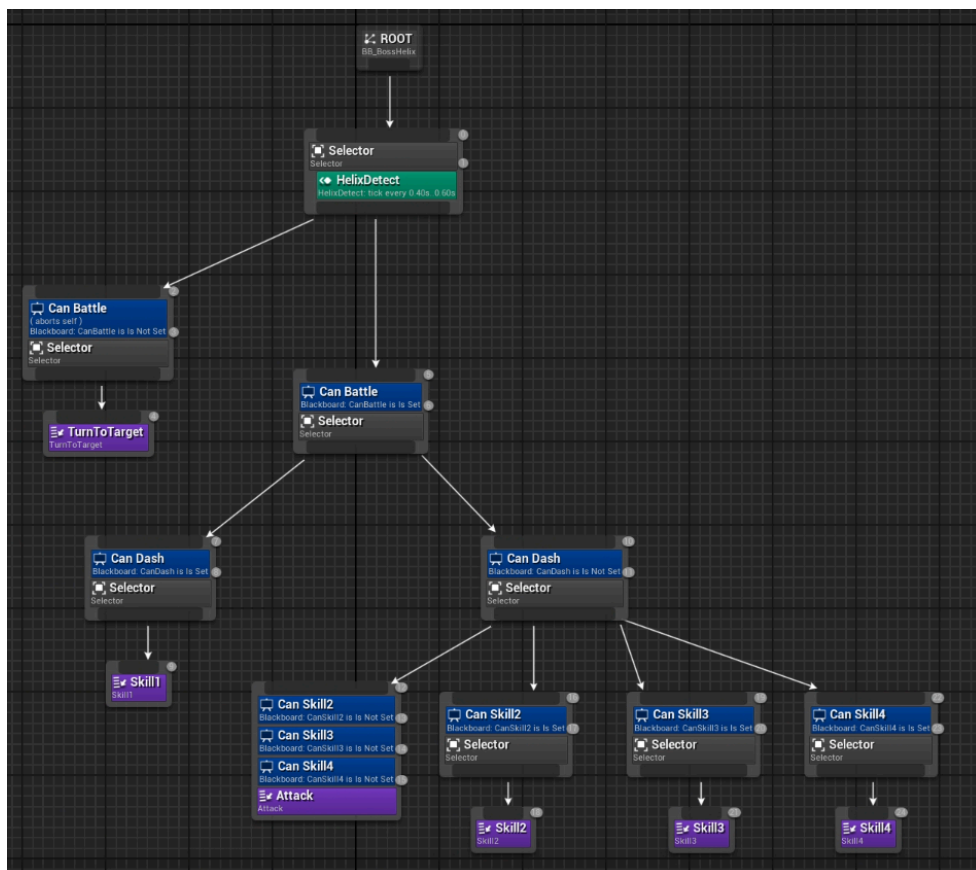 ROOT
BB_BossHelix
Selector
Selector
HelixDetect
HelixDetect: tick every 0.40s..0.60s
Can Battle
( aborts self )
Blackboard: CanBattle is Is Not Set
Selector
Selector
TurnToTarget
TurnToTarget
Can Battle
Blackboard: CanBattle is Is Set
Selector
Selector
Can Dash
Blackboard: CanDash is Is Set
Selector
Selector
Skill1
Skill1
Can Dash
Blackboard: CanDash is Is Not Set
Selector
Selector
Can Skill2
Blackboard: CanSkill2 is Is Not Set
Can Skill3
Blackboard: CanSkill3 is Is Not Set
Can Skill4
Blackboard: CanSkill4 is Is Not Set
Attack
Attack
Can Skill2
Blackboard: CanSkill2 is Is Set
Selector
Selector
Skill2
Skill2
Can Skill3
Blackboard: CanSkill3 is Is Set
Selector
Selector
Skill3
Skill3
Can Skill4
Blackboard: CanSkill4 is Is Set
Selector
Selector
Skill4
Skill4